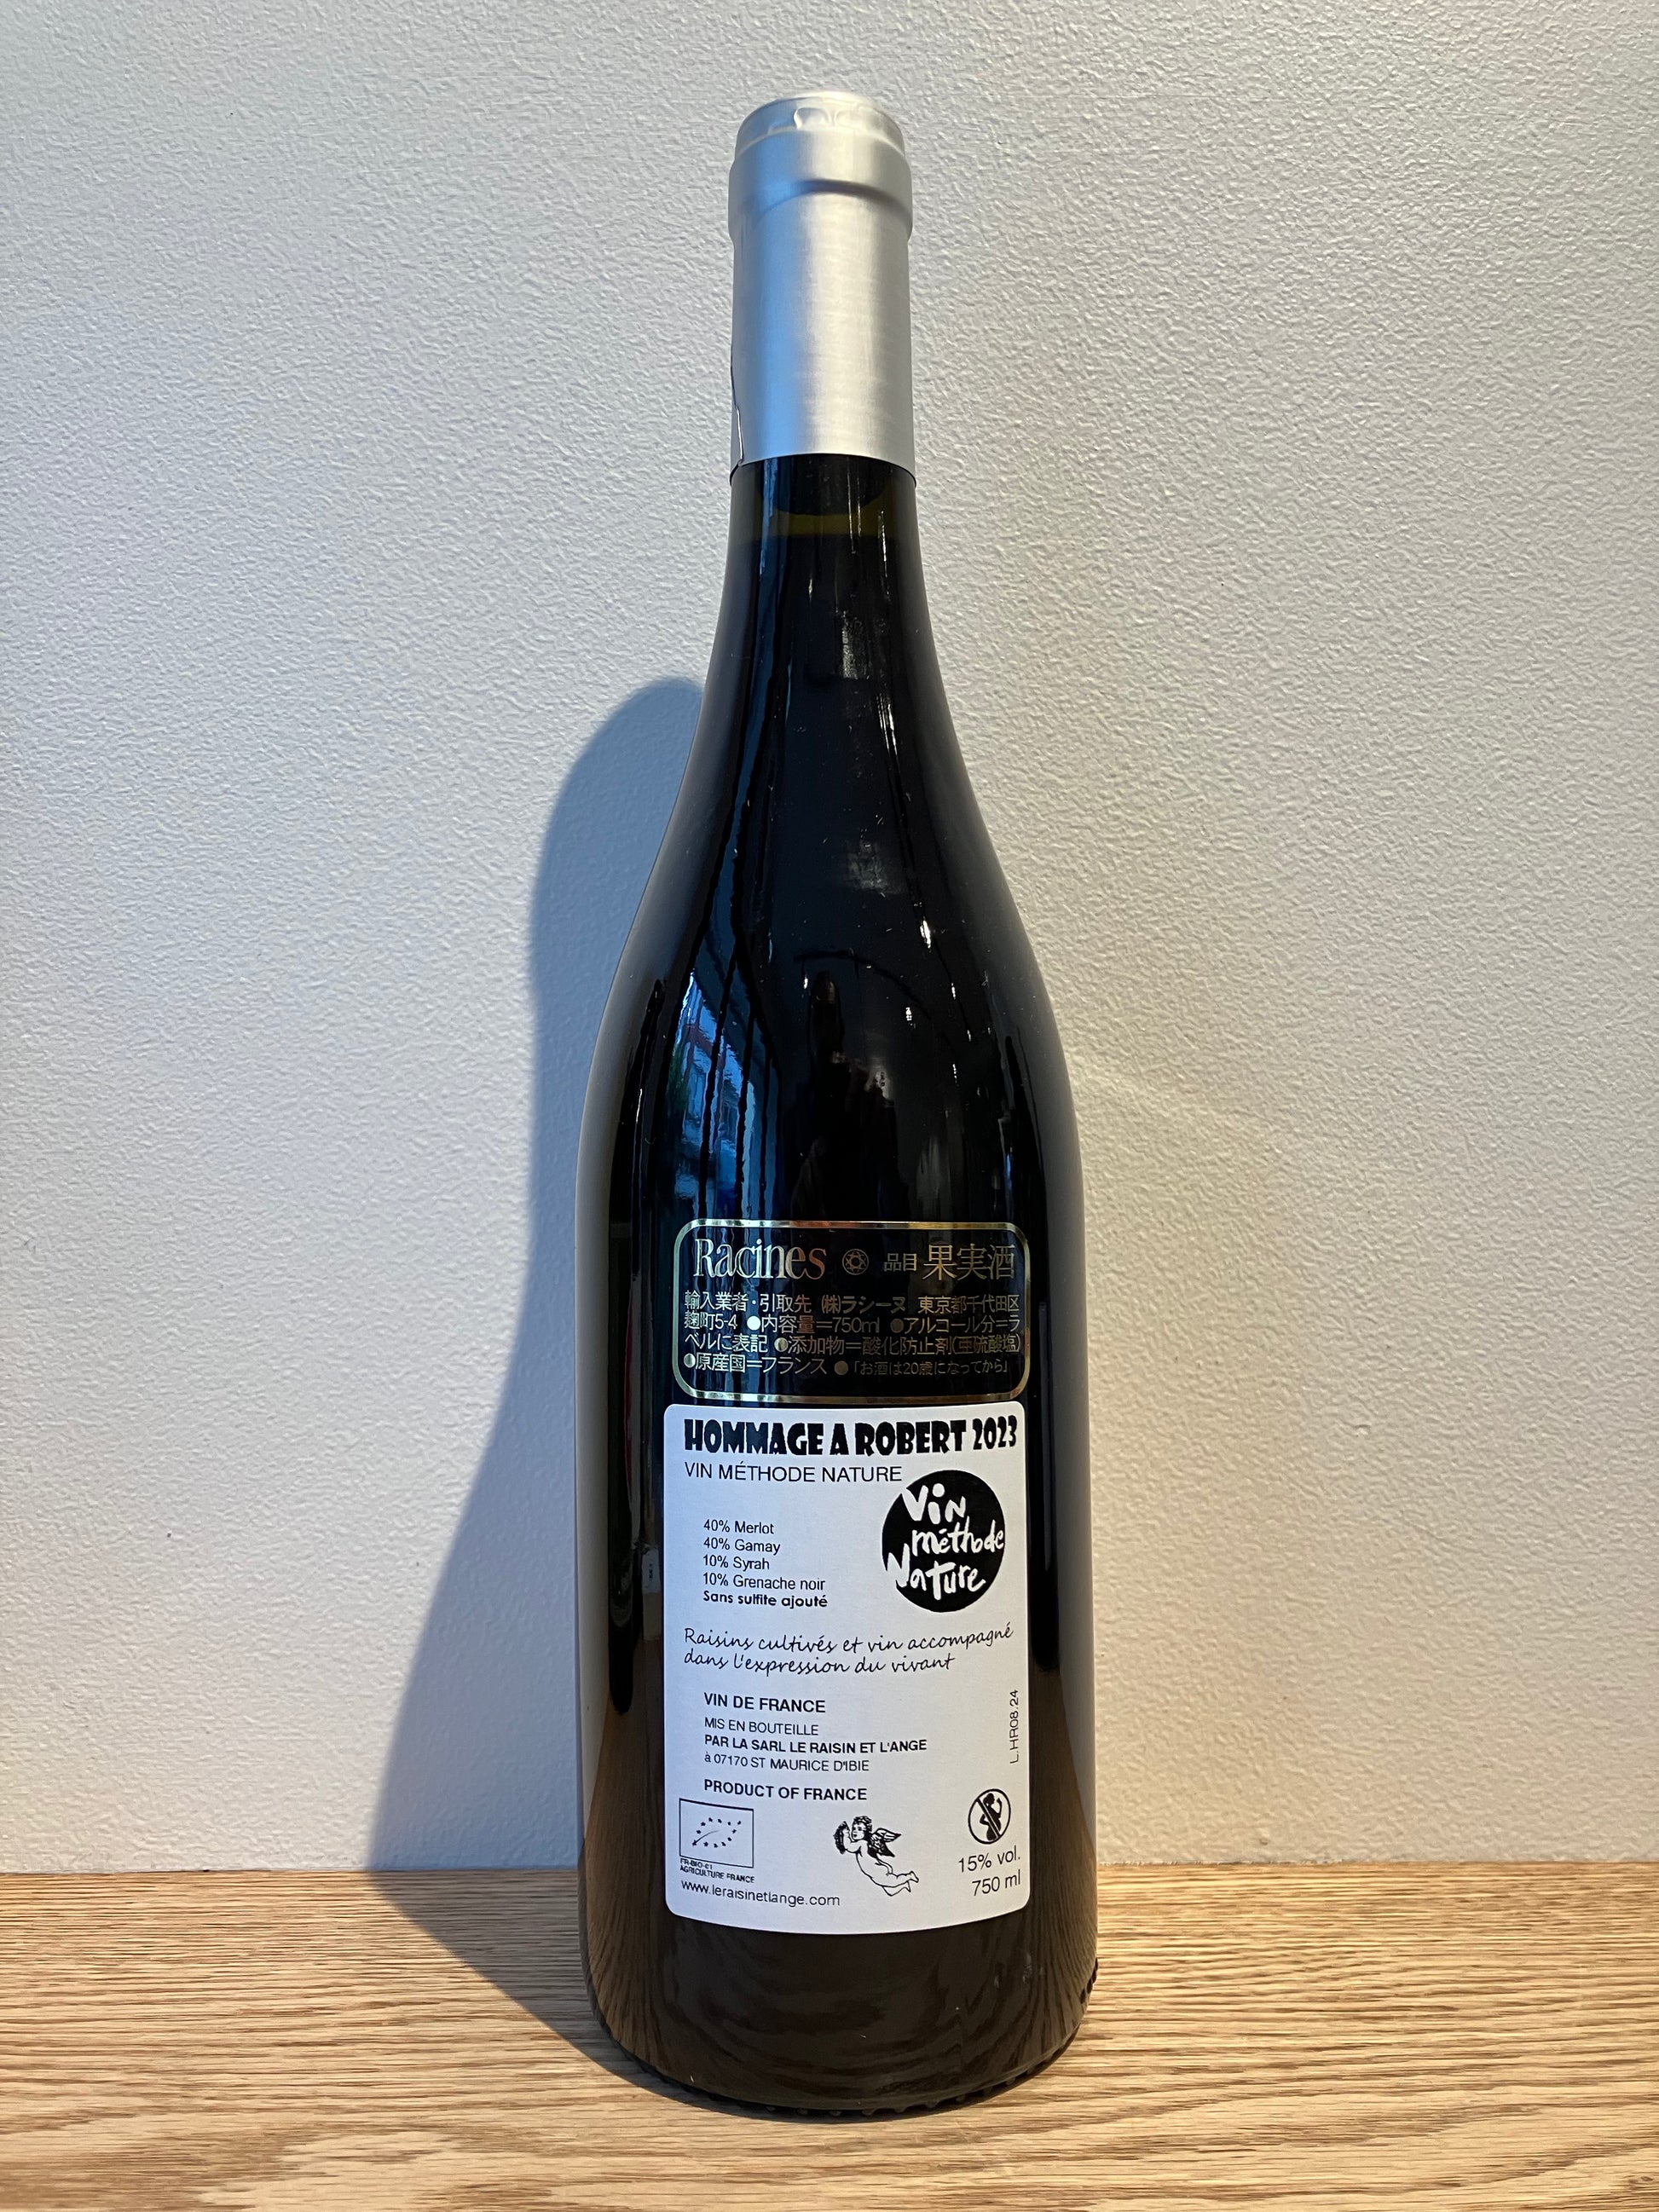 Racines 品目 果実酒
輸入業者・引取先 (株)ラシーヌ 東京都千代田区
麹町5-4 ●内容量=750ml ●アルコール分=ラ
ベルに表記 ●添加物=酸化防止剤(亜硫酸塩)
●原産国=フランス ●「お酒は20歳になってから」
HOMMAGE A ROBERT 2023
VIN MÉTHODE NATURE
Vin
méthode
Nature
40% Merlot
40% Gamay
10% Syrah
10% Grenache noir
Sans sulfite ajouté
Raisins cultivés et vin accompagné
dans l'expression du vivant
VIN DE FRANCE
MIS EN BOUTEILLE
PAR LA SARL LE RAISIN ET L'ANGE
à 07170 ST MAURICE D'IBIE
L.HR08.24
PRODUCT OF FRANCE
FR-BIO-01
AGRICULTURE FRANCE
www.leraisinetlange.com
15% vol.
750 ml